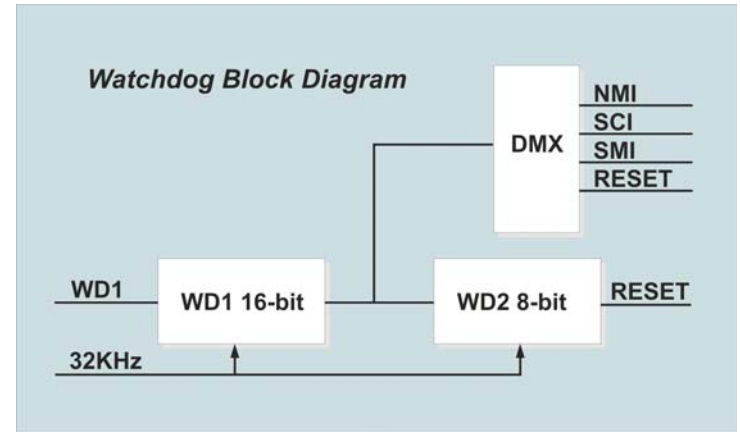 Watchdog Block Diagram
DMX
NMI
SCI
SMI
RESET
WD1
WD1 16-bit
WD2 8-bit
RESET
32KHz